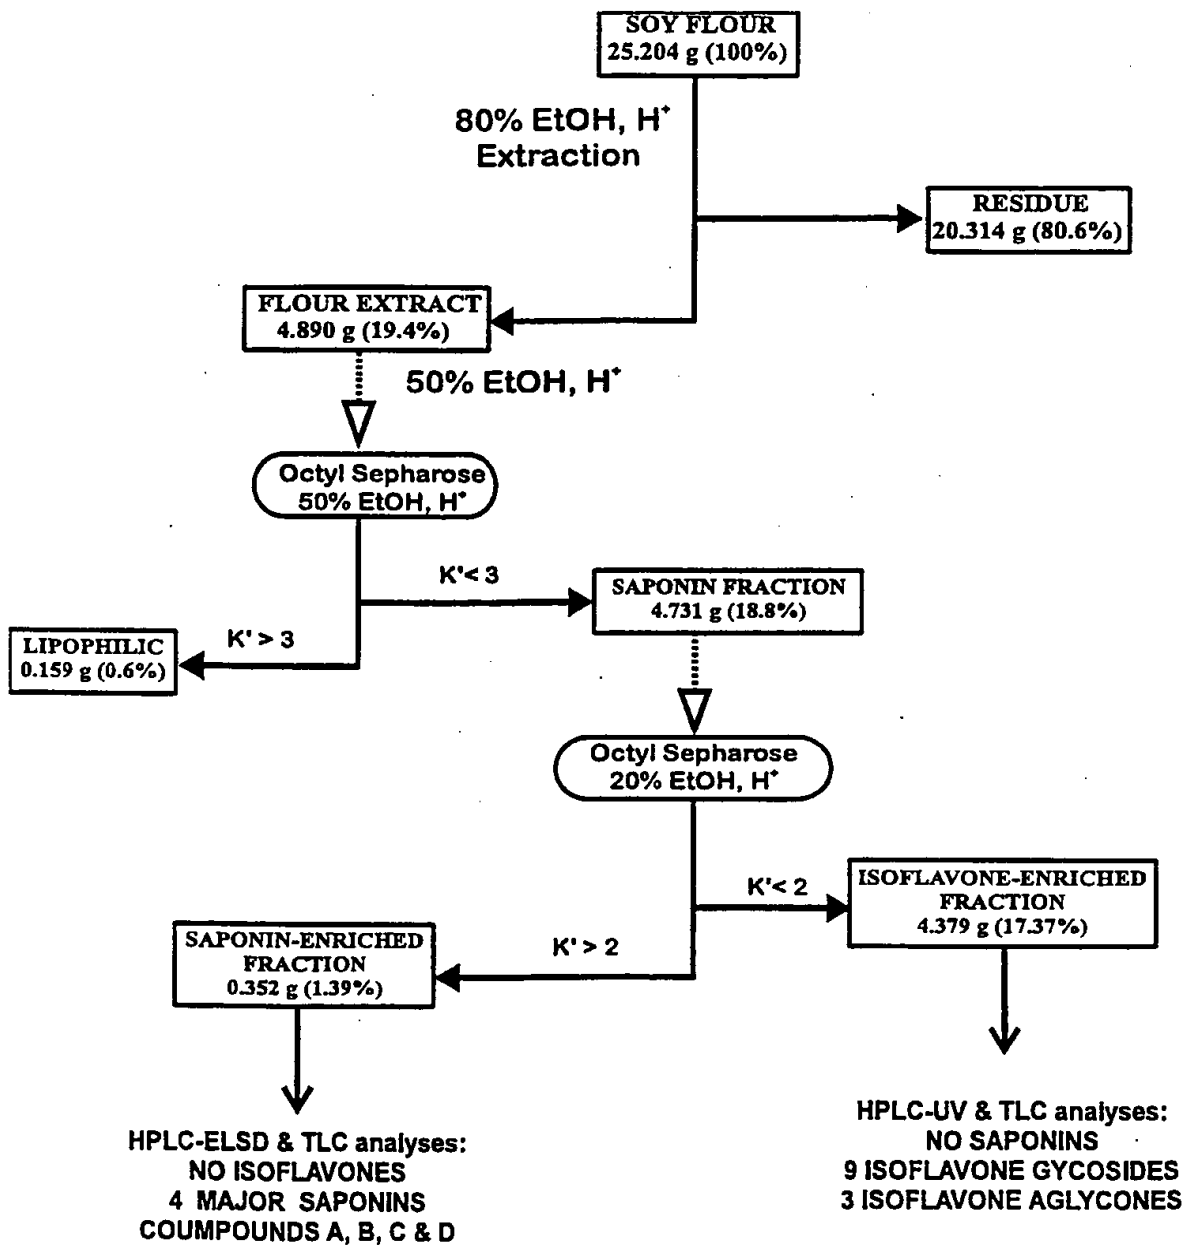 SOY FLOUR
25.204 g (100%)
80% EtOH, H⁺
Extraction
RESIDUE
20.314 g (80.6%)
FLOUR EXTRACT
4.890 g (19.4%)
50% EtOH, H⁺
Octyl Sepharose
50% EtOH, H⁺
K'< 3
SAPONIN FRACTION
4.731 g (18.8%)
K' > 3
LIPOPHILIC
0.159 g (0.6%)
Octyl Sepharose
20% EtOH, H⁺
K'< 2
ISOFLAVONE-ENRICHED
FRACTION
4.379 g (17.37%)
K' > 2
SAPONIN-ENRICHED
FRACTION
0.352 g (1.39%)
HPLC-UV & TLC analyses:
NO SAPONINS
9 ISOFLAVONE GYCOSIDES
3 ISOFLAVONE AGLYCONES
HPLC-ELSD & TLC analyses:
NO ISOFLAVONES
4 MAJOR SAPONINS
COUMPOUNDS A, B, C & D